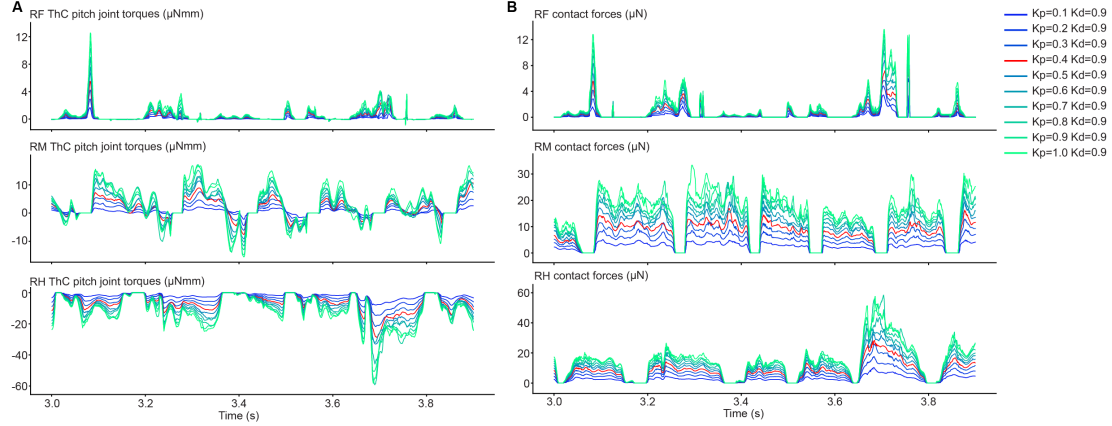 A
RF ThC pitch joint torques (µNmm)
12
8
4
0
RM ThC pitch joint torques (µNmm)
10
0
-10
RH ThC pitch joint torques (µNmm)
0
-20
-40
-60
3.0 3.2 3.4 3.6 3.8
Time (s)
B
RF contact forces (µN)
12
8
4
0
RM contact forces (µN)
30
20
10
0
RH contact forces (µN)
60
40
20
0
3.0 3.2 3.4 3.6 3.8
Time (s)
Kp=0.1 Kd=0.9
Kp=0.2 Kd=0.9
Kp=0.3 Kd=0.9
Kp=0.4 Kd=0.9
Kp=0.5 Kd=0.9
Kp=0.6 Kd=0.9
Kp=0.7 Kd=0.9
Kp=0.8 Kd=0.9
Kp=0.9 Kd=0.9
Kp=1.0 Kd=0.9